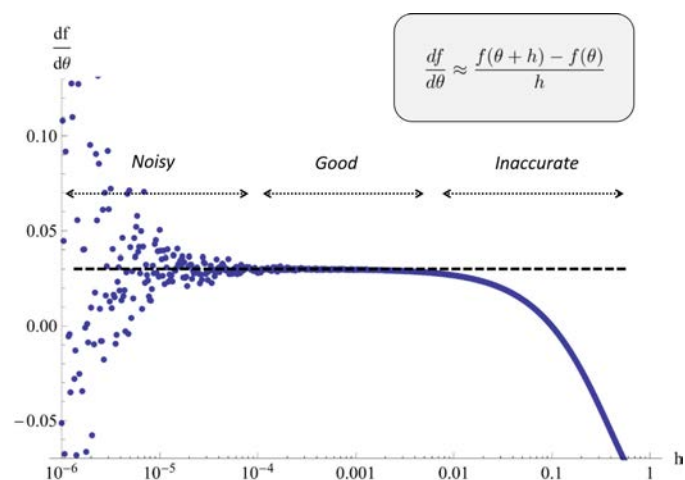 df/dθ
df/dθ ≈ (f(θ + h) − f(θ))/h
Noisy Good Inaccurate
0.10
0.05
0.00
−0.05
10⁻⁶ 10⁻⁵ 10⁻⁴ 0.001 0.01 0.1 1 h